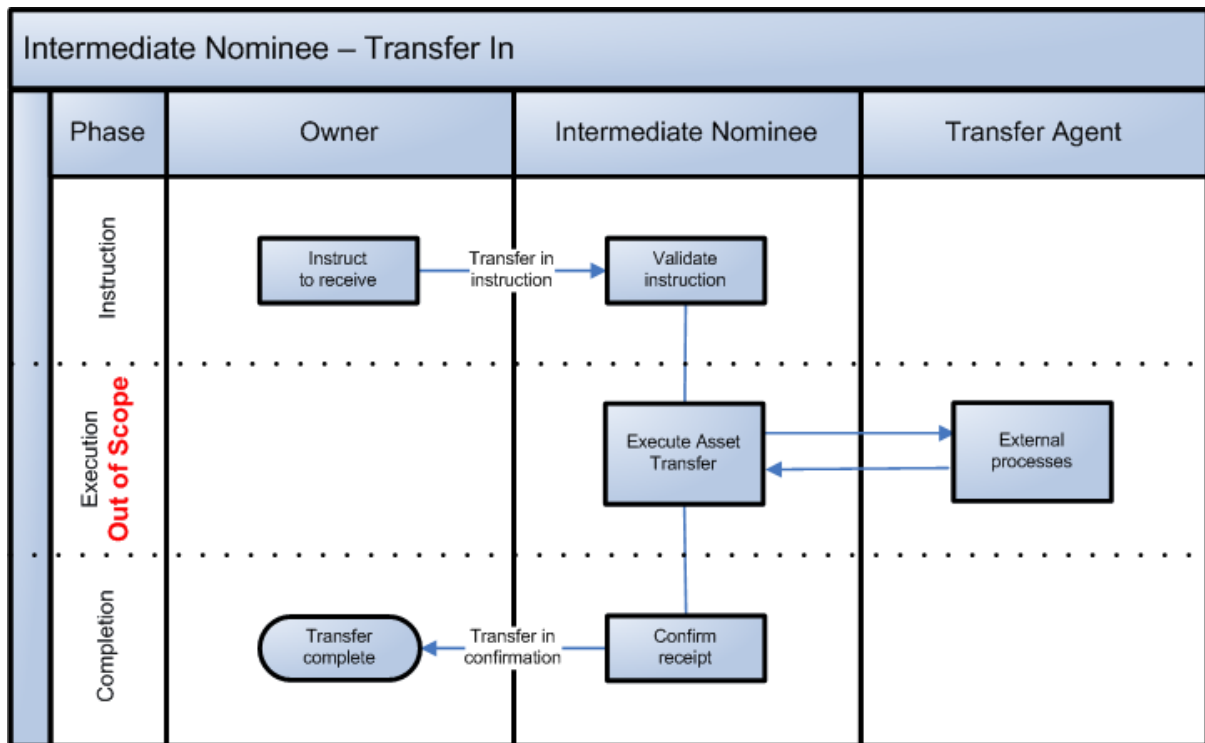 Intermediate Nominee – Transfer In
Phase
Owner
Intermediate Nominee
Transfer Agent
Instruction
Instruct
to receive
Transfer in
instruction
Validate
instruction
Execution
Out of Scope
Execute Asset
Transfer
External
processes
Completion
Transfer
complete
Transfer in
confirmation
Confirm
receipt